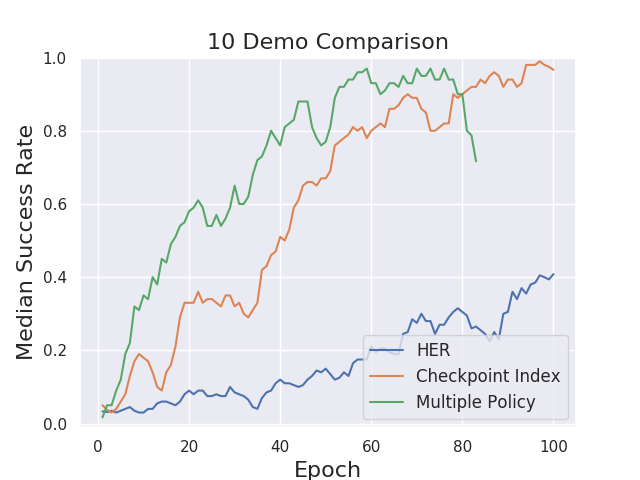 10 Demo Comparison
1.0
0.8
0.6
0.4
0.2
0.0
Median Success Rate
HER
Checkpoint Index
Multiple Policy
0 20 40 60 80 100
Epoch